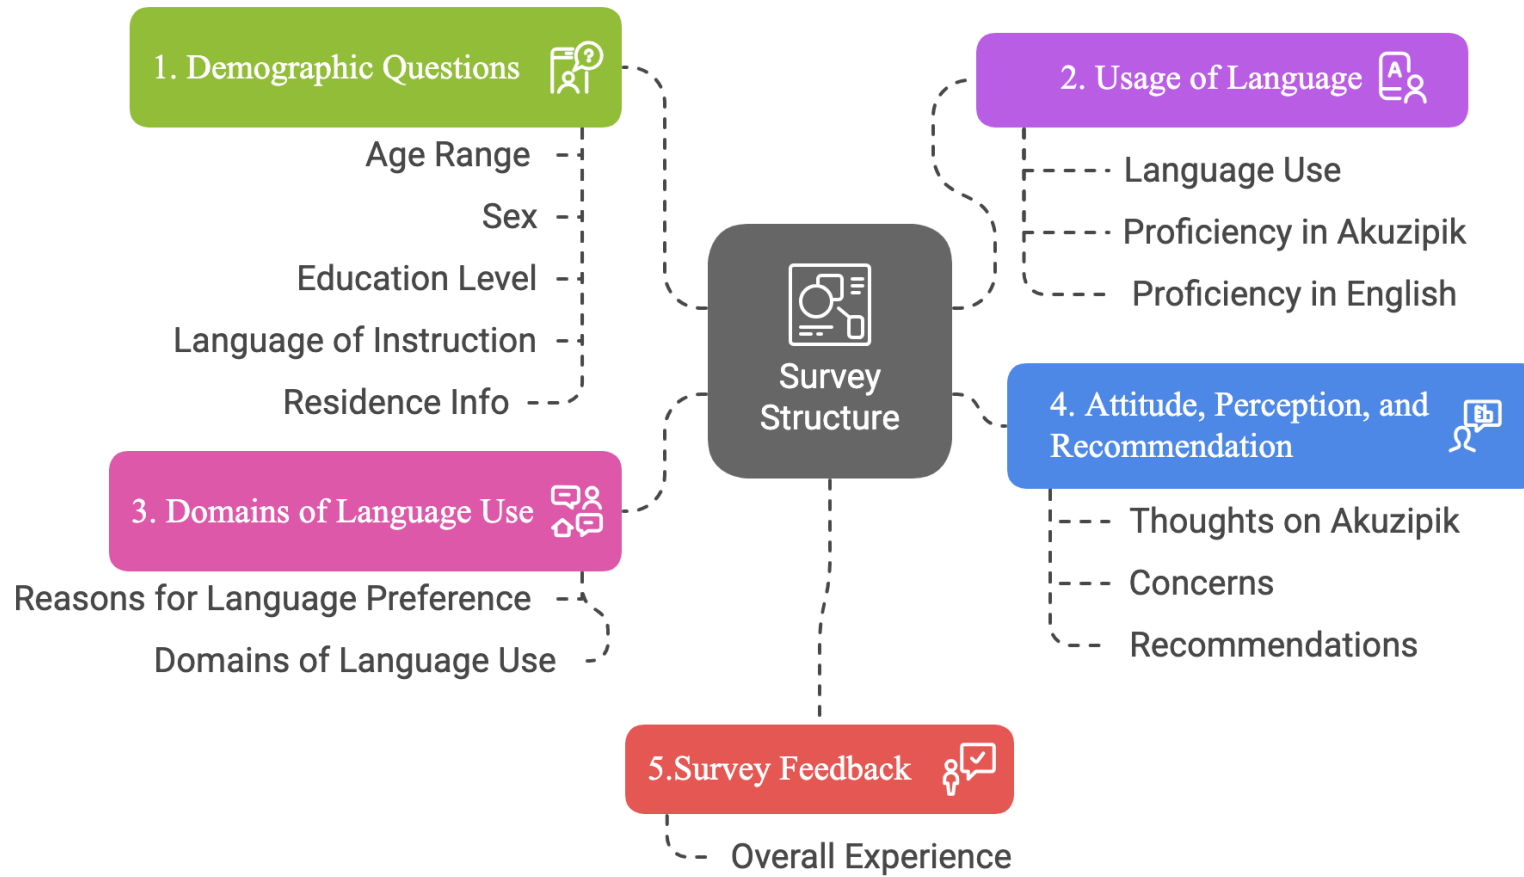 1. Demographic Questions
Age Range
Sex
Education Level
Language of Instruction
Residence Info
2. Usage of Language
Language Use
Proficiency in Akuzipik
Proficiency in English
Survey
Structure
3. Domains of Language Use
Reasons for Language Preference
Domains of Language Use
4. Attitude, Perception, and
Recommendation
Thoughts on Akuzipik
Concerns
Recommendations
5.Survey Feedback
Overall Experience